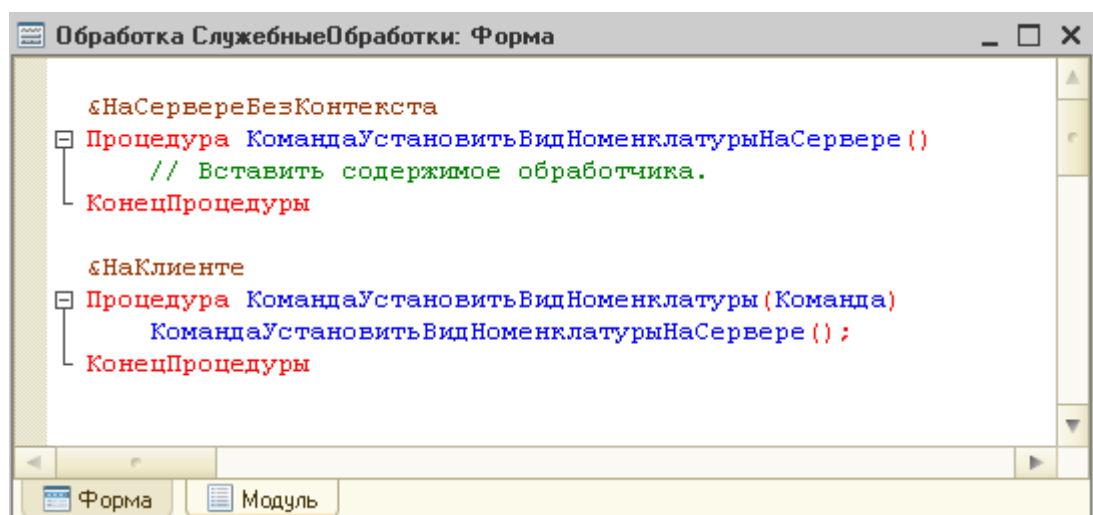 Обработка СлужебныеОбработки: Форма
&НаСервереБезКонтекста
Процедура КомандаУстановитьВидНоменклатурыНаСервере()
// Вставить содержимое обработчика.
КонецПроцедуры
&НаКлиенте
Процедура КомандаУстановитьВидНоменклатуры(Команда)
КомандаУстановитьВидНоменклатурыНаСервере();
КонецПроцедуры
Форма Модуль